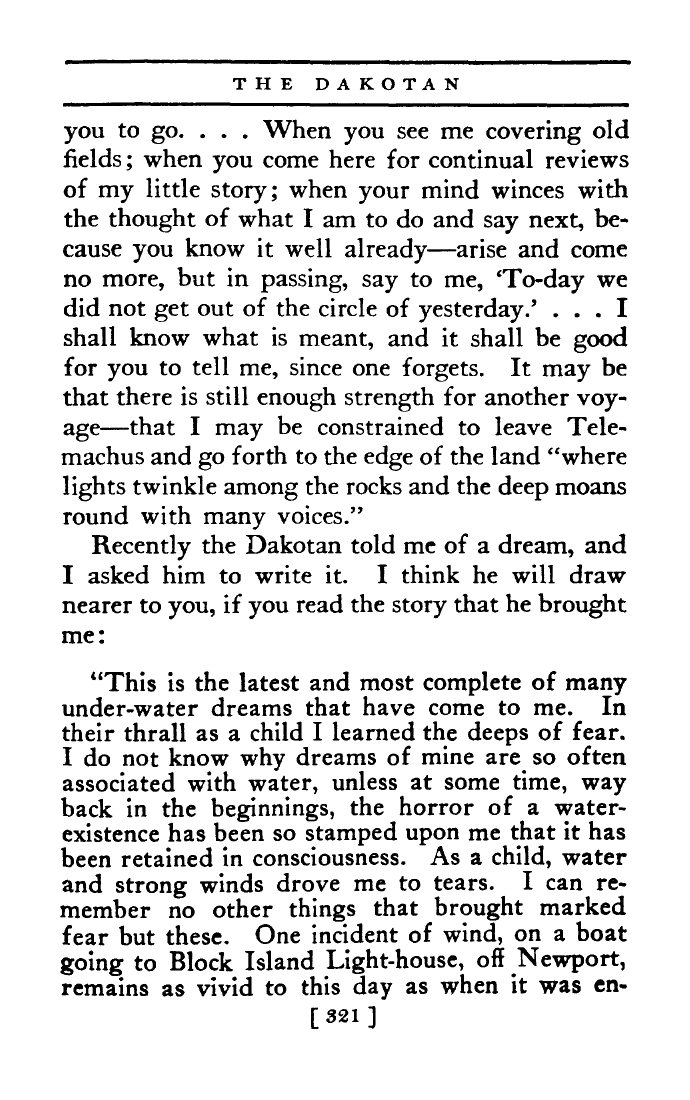 THE DAKOTAN
you to go. . . . When you see me covering old
fields; when you come here for continual reviews
of my little story; when your mind winces with
the thought of what I am to do and say next, be-
cause you know it well already—arise and come
no more, but in passing, say to me, ‘To-day we
did not get out of the circle of yesterday.’ . . . I
shall know what is meant, and it shall be good
for you to tell me, since one forgets. It may be
that there is still enough strength for another voy-
age—that I may be constrained to leave Tele-
machus and go forth to the edge of the land “where
lights twinkle among the rocks and the deep moans
round with many voices.”
Recently the Dakotan told me of a dream, and
I asked him to write it. I think he will draw
nearer to you, if you read the story that he brought
me:
“This is the latest and most complete of many
under-water dreams that have come to me. In
their thrall as a child I learned the deeps of fear.
I do not know why dreams of mine are so often
associated with water, unless at some time, way
back in the beginnings, the horror of a water-
existence has been so stamped upon me that it has
been retained in consciousness. As a child, water
and strong winds drove me to tears. I can re-
member no other things that brought marked
fear but these. One incident of wind, on a boat
going to Block Island Light-house, off Newport,
remains as vivid to this day as when it was en-
[ 321 ]